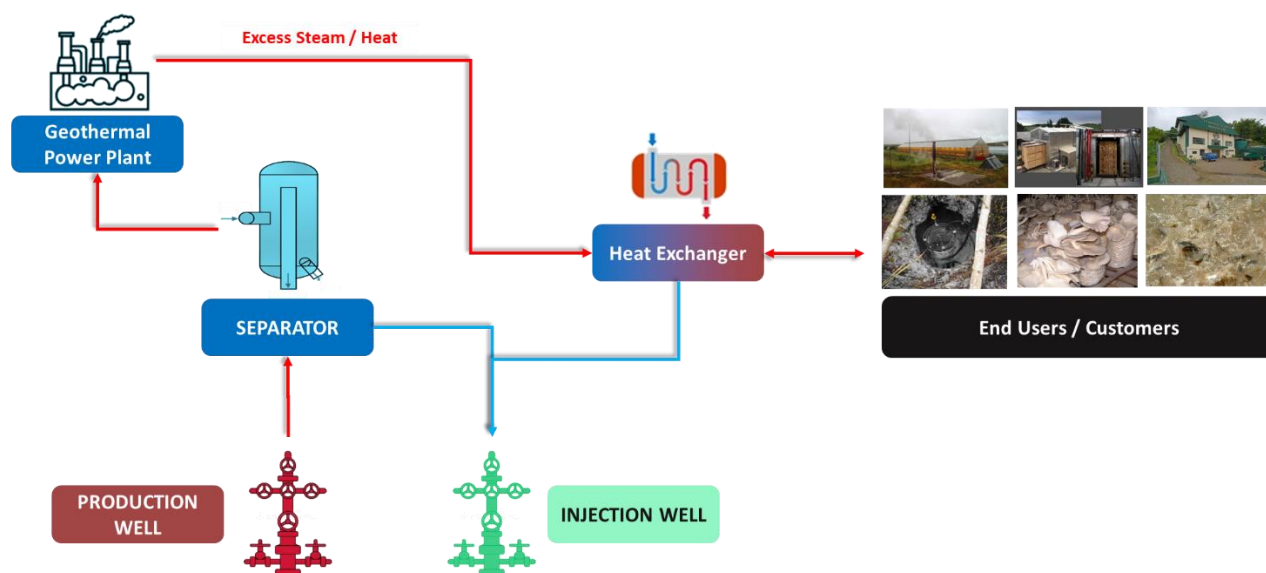 Excess Steam / Heat
Geothermal
Power Plant
Heat Exchanger
SEPARATOR
End Users / Customers
PRODUCTION
WELL
INJECTION WELL